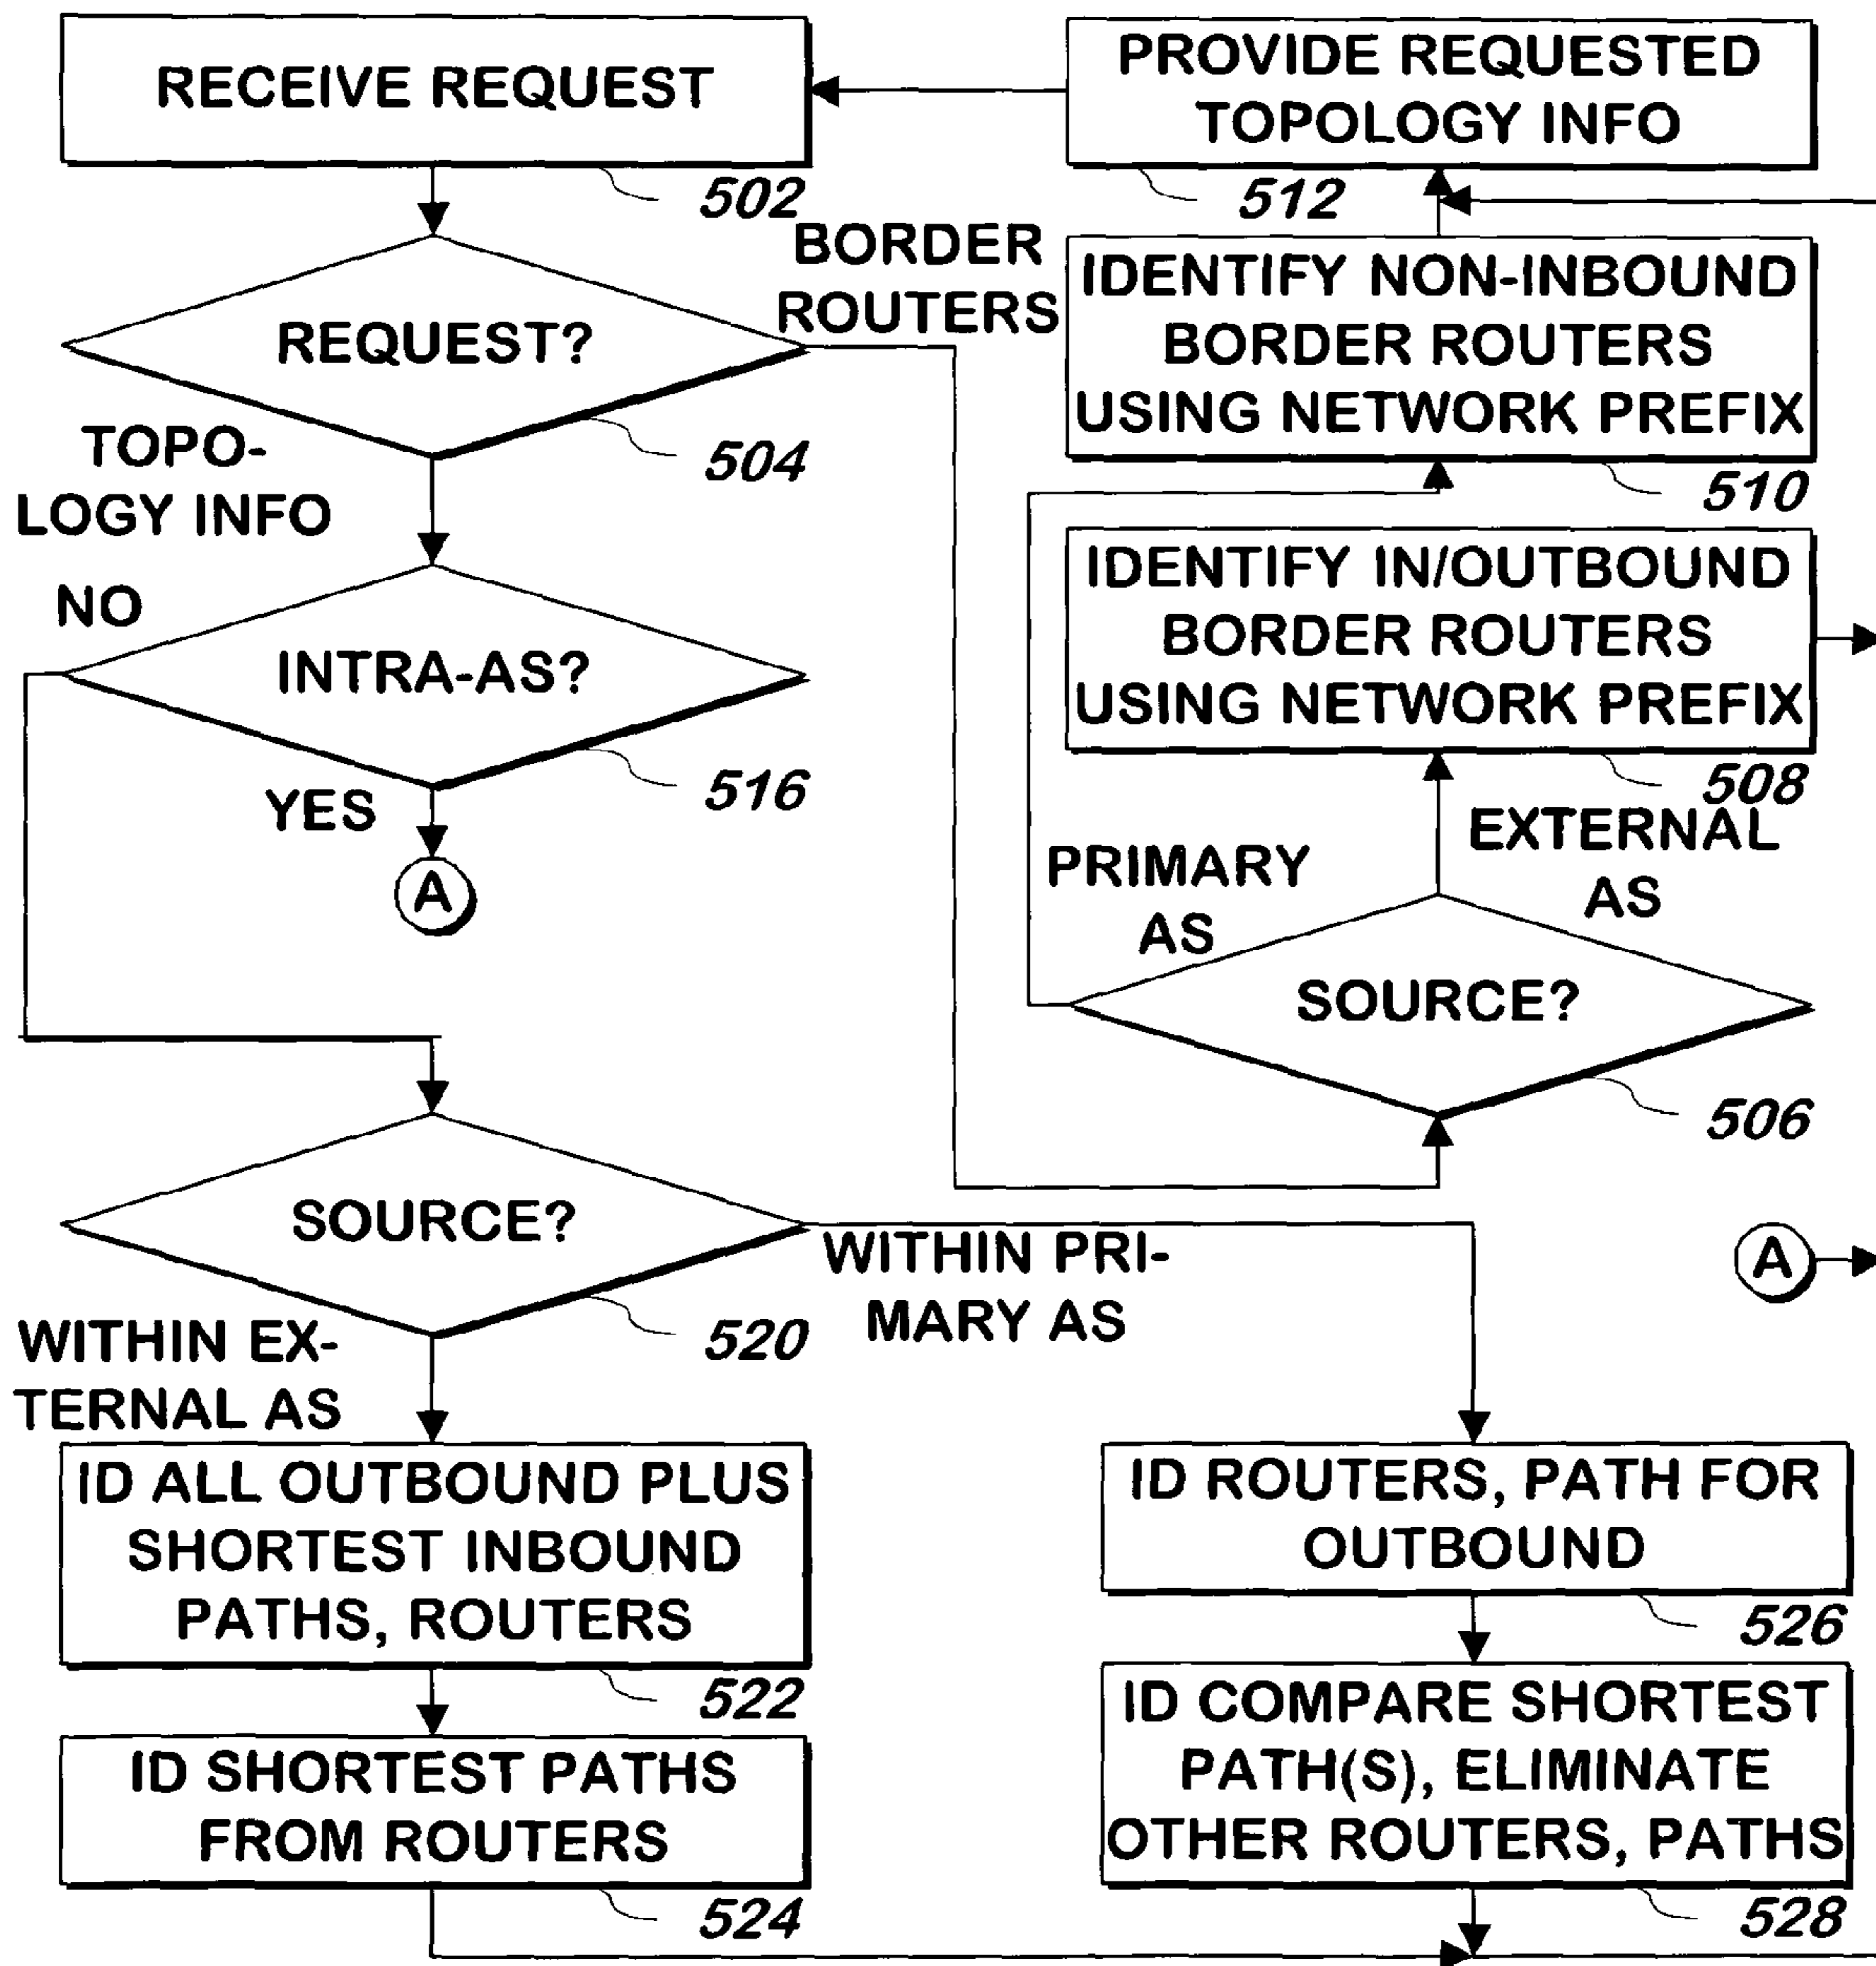 RECEIVE REQUEST
502
PROVIDE REQUESTED
TOPOLOGY INFO
512
REQUEST?
504
BORDER
ROUTERS
TOPO-
LOGY INFO
IDENTIFY NON-INBOUND
BORDER ROUTERS
USING NETWORK PREFIX
510
IDENTIFY IN/OUTBOUND
BORDER ROUTERS
USING NETWORK PREFIX
508
NO
INTRA-AS?
516
YES
A
PRIMARY
AS
EXTERNAL
AS
SOURCE?
506
SOURCE?
520
WITHIN PRI-
MARY AS
A
WITHIN EX-
TERNAL AS
ID ALL OUTBOUND PLUS
SHORTEST INBOUND
PATHS, ROUTERS
522
ID SHORTEST PATHS
FROM ROUTERS
524
ID ROUTERS, PATH FOR
OUTBOUND
526
ID COMPARE SHORTEST
PATH(S), ELIMINATE
OTHER ROUTERS, PATHS
528